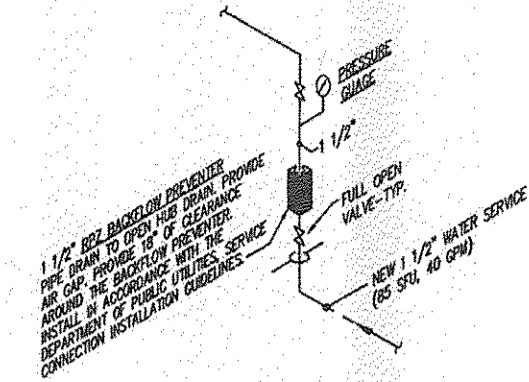 PRESSURE
GUAGE
1 1/2"
1 1/2" RPZ BACKFLOW PREVENTER
PIPE DRAIN TO OPEN HUB DRAIN. PROVIDE
AIR GAP. PROVIDE 18" OF CLEARANCE
AROUND THE BACKFLOW PREVENTER.
INSTALL IN ACCORDANCE WITH THE
DEPARTMENT OF PUBLIC UTILITIES, SERVICE
CONNECTION INSTALLATION GUIDELINES.
FULL OPEN
VALVE-TYP.
NEW 1 1/2" WATER SERVICE
(85 SFU, 40 GPM)